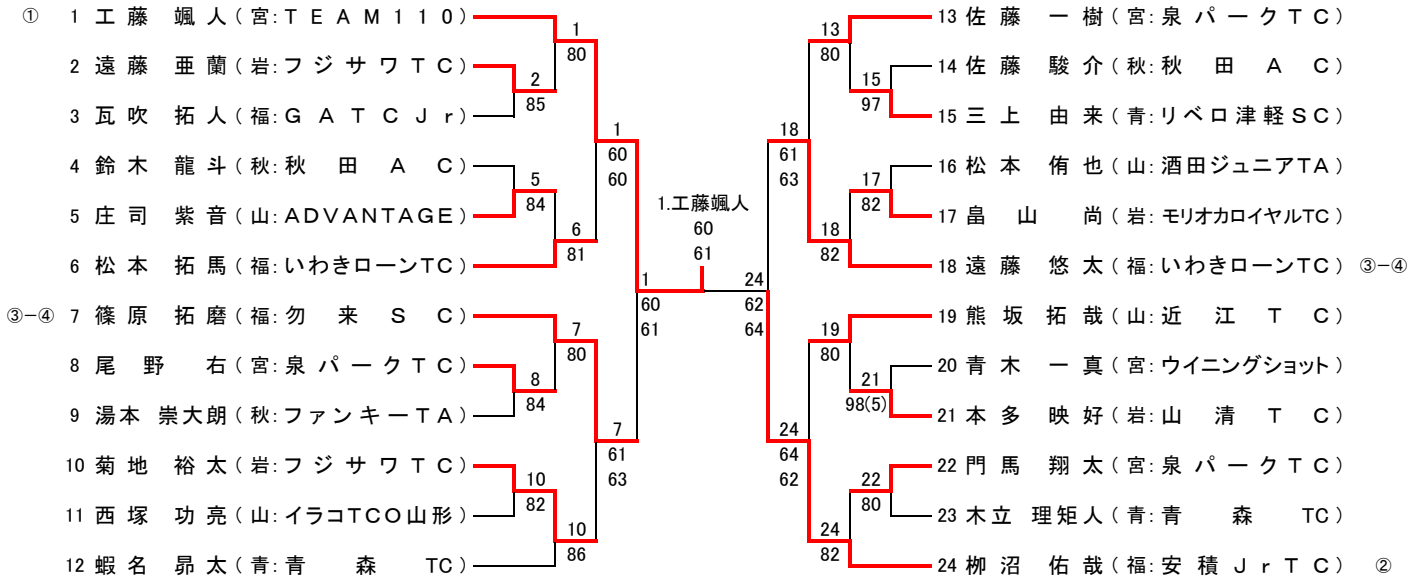 ① 1 工藤 颯人(宮:TEAM110)
2 遠藤 亜蘭(岩:フジサワTC)
3 瓦吹 拓人(福:GATCJr)
4 鈴木 龍斗(秋:秋田AC)
5 庄司 紫音(山:ADVANTAGE)
6 松本 拓馬(福:いわきローンTC)
③−④ 7 篠原 拓磨(福:勿来SC)
8 尾野 右(宮:泉パークTC)
9 湯本 崇大朗(秋:ファンキーTA)
10 菊地 裕太(岩:フジサワTC)
11 西塚 功亮(山:イラコTCO山形)
12 蝦名 昴太(青:青森TC)
1
80
2
85
5
84
6
81
7
80
8
84
10
82
10
86
1
60
60
7
61
63
1
60
61
1.工藤颯人
60
61
24
62
64
18
61
63
24
64
62
13
80
15
97
17
82
18
82
19
80
21
98(5)
22
80
24
82
13 佐藤 一樹(宮:泉パークTC)
14 佐藤 駿介(秋:秋田AC)
15 三上 由来(青:リベロ津軽SC)
16 松本 侑也(山:酒田ジュニアTA)
17 畠山 尚(岩:モリオカロイヤルTC)
18 遠藤 悠太(福:いわきローンTC) ③−④
19 熊坂 拓哉(山:近江TC)
20 青木 一真(宮:ウイニングショット)
21 本多 映好(岩:山清TC)
22 門馬 翔太(宮:泉パークTC)
23 木立 理矩人(青:青森TC)
24 栁沼 佑哉(福:安積JrTC) ②